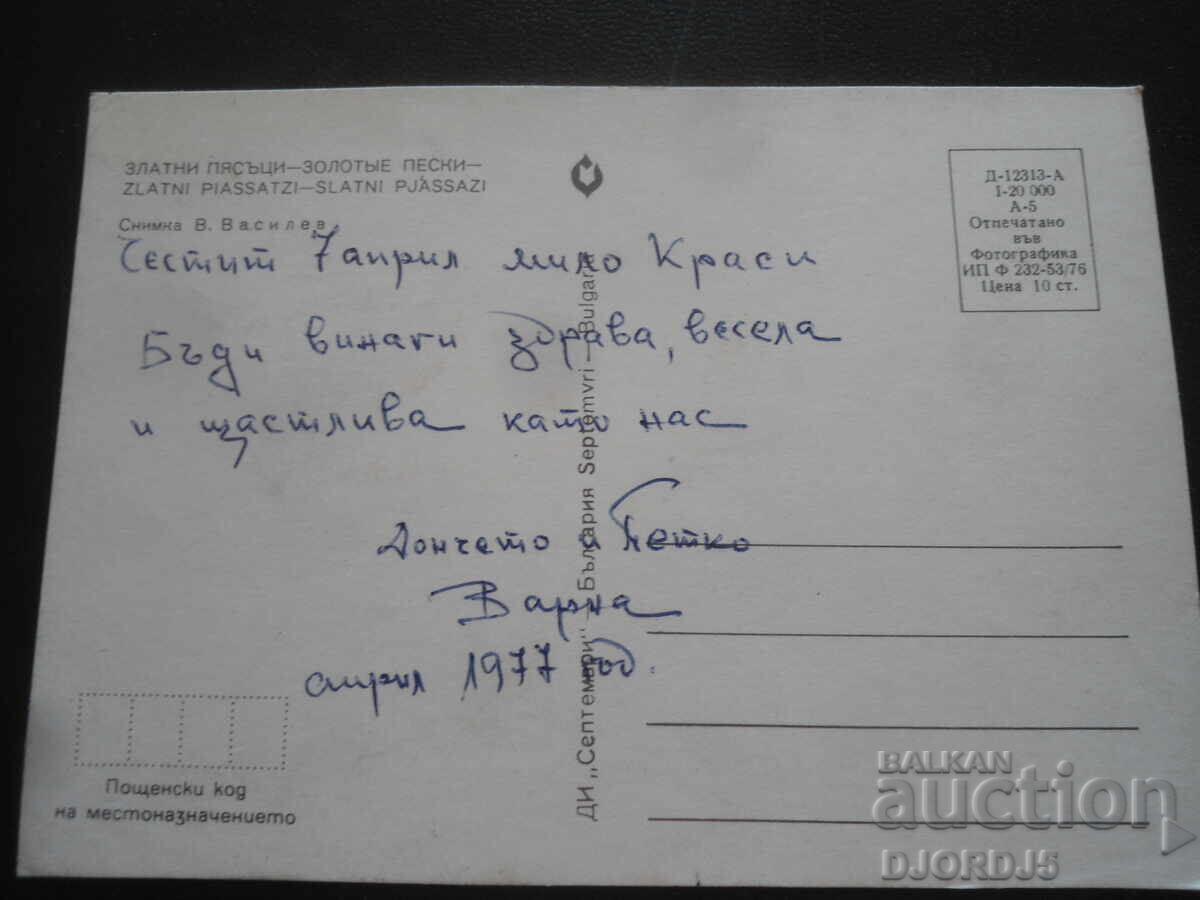 ЗЛАТНИ ПЯСЪЦИ—ЗОЛОТЫЕ ПЕСКИ—
ZLATNI PIASSATZI—SLATNI PJASSAZI
Снимка В. Василев
Д-12313-А
I-20 000
А-5
Отпечатано
във
Фотографика
ИП Ф 232-53/76
Цена 10 ст.
Честит 7 април мило Краси
Бъди винаги здрава, весела
и щастлива като нас
Дончето и Петко
Варна
април 1977 год.
ДИ „Септември" — България Septemvri — Bulgaria
Пощенски код
на местоназначението
BALKAN
auction
DJORDJ5